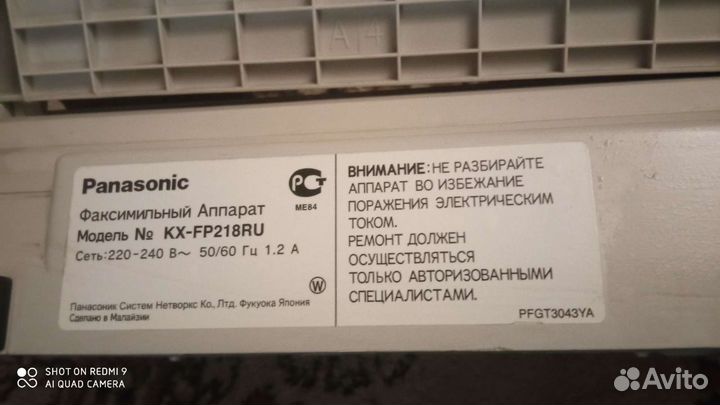 A4
Panasonic
Факсимильный Аппарат
Модель № KX-FP218RU
Сеть:220-240 В~ 50/60 Гц 1.2 А
Панасоник Систем Нетворкс Ко., Лтд. Фукуока Япония
Сделано в Малайзии
РСТ
ME84
W
ВНИМАНИЕ: НЕ РАЗБИРАЙТЕ
АППАРАТ ВО ИЗБЕЖАНИЕ
ПОРАЖЕНИЯ ЭЛЕКТРИЧЕСКИМ
ТОКОМ.
РЕМОНТ ДОЛЖЕН
ОСУЩЕСТВЛЯТЬСЯ
ТОЛЬКО АВТОРИЗОВАННЫМИ
СПЕЦИАЛИСТАМИ.
PFGT3043YA
SHOT ON REDMI 9
AI QUAD CAMERA
Avito